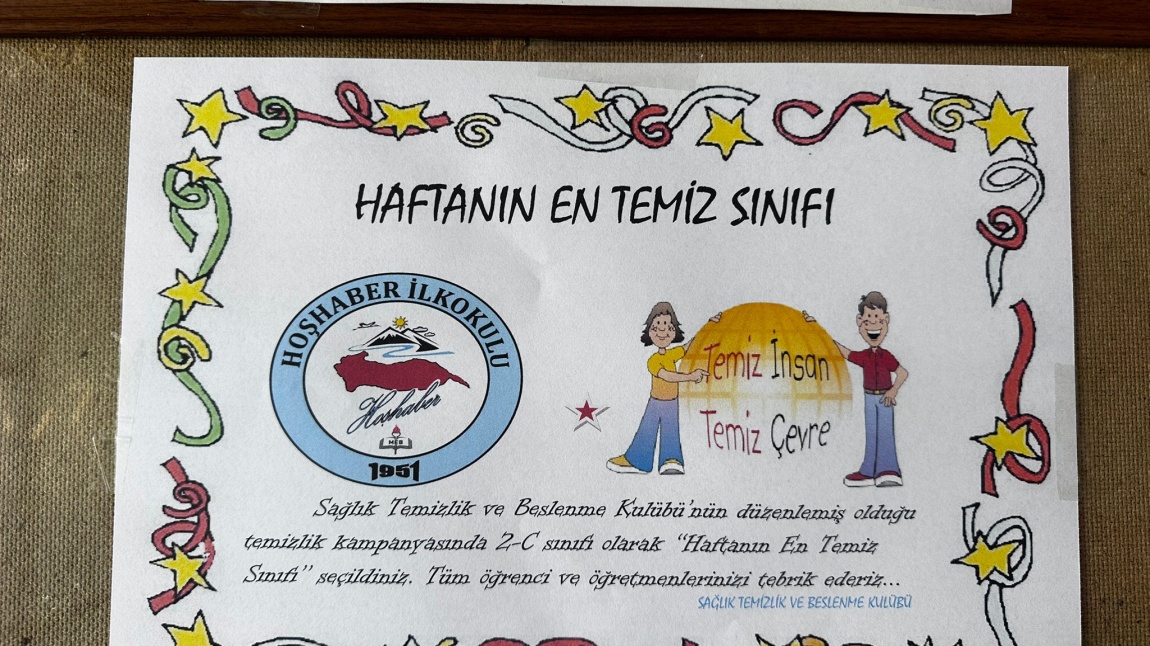 HAFTANIN EN TEMİZ SINIFI
HOŞHABER İLKOKULU
Hoşhaber
MEB
1951
Temiz İnsan
Temiz Çevre
Sağlık Temizlik ve Beslenme Kulübü'nün düzenlemiş olduğu
temizlik kampanyasında 2-C sınıfı olarak “Haftanın En Temiz
Sınıfı” seçildiniz. Tüm öğrenci ve öğretmenlerinizi tebrik ederiz...
SAĞLIK TEMİZLİK VE BESLENME KULÜBÜ